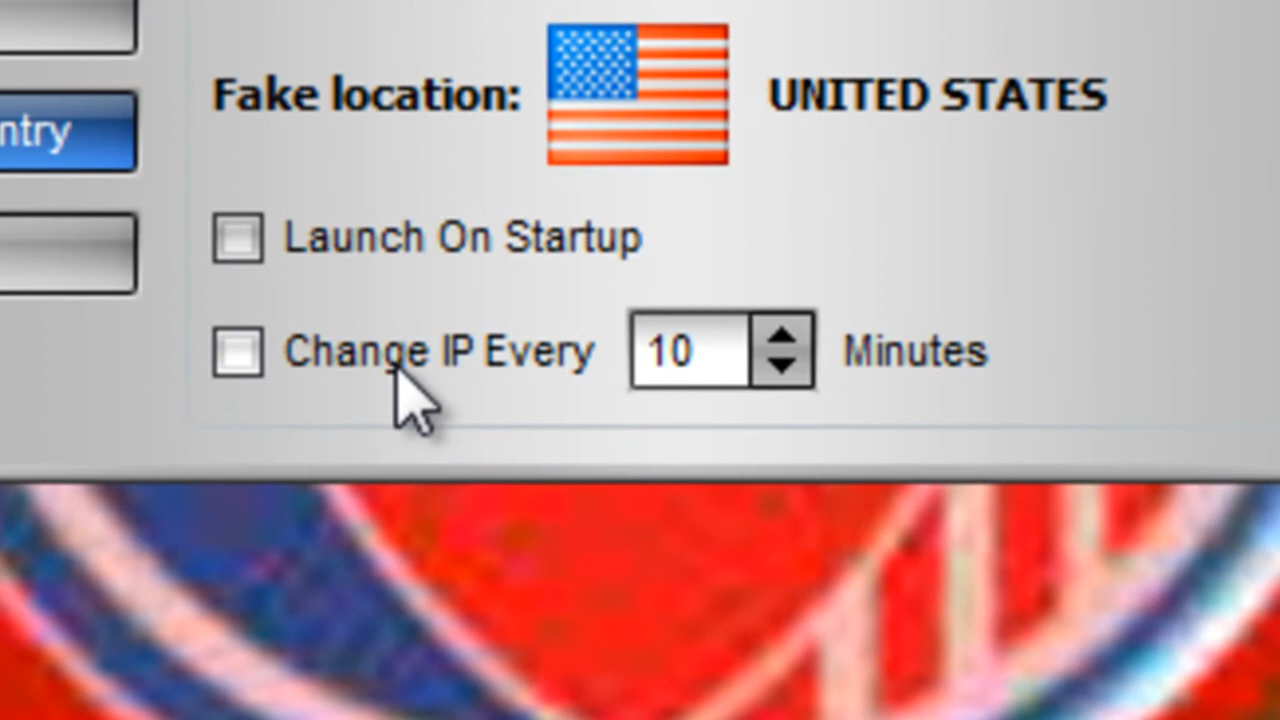 Fake location: UNITED STATES
ntry
Launch On Startup
Change IP Every 10 Minutes